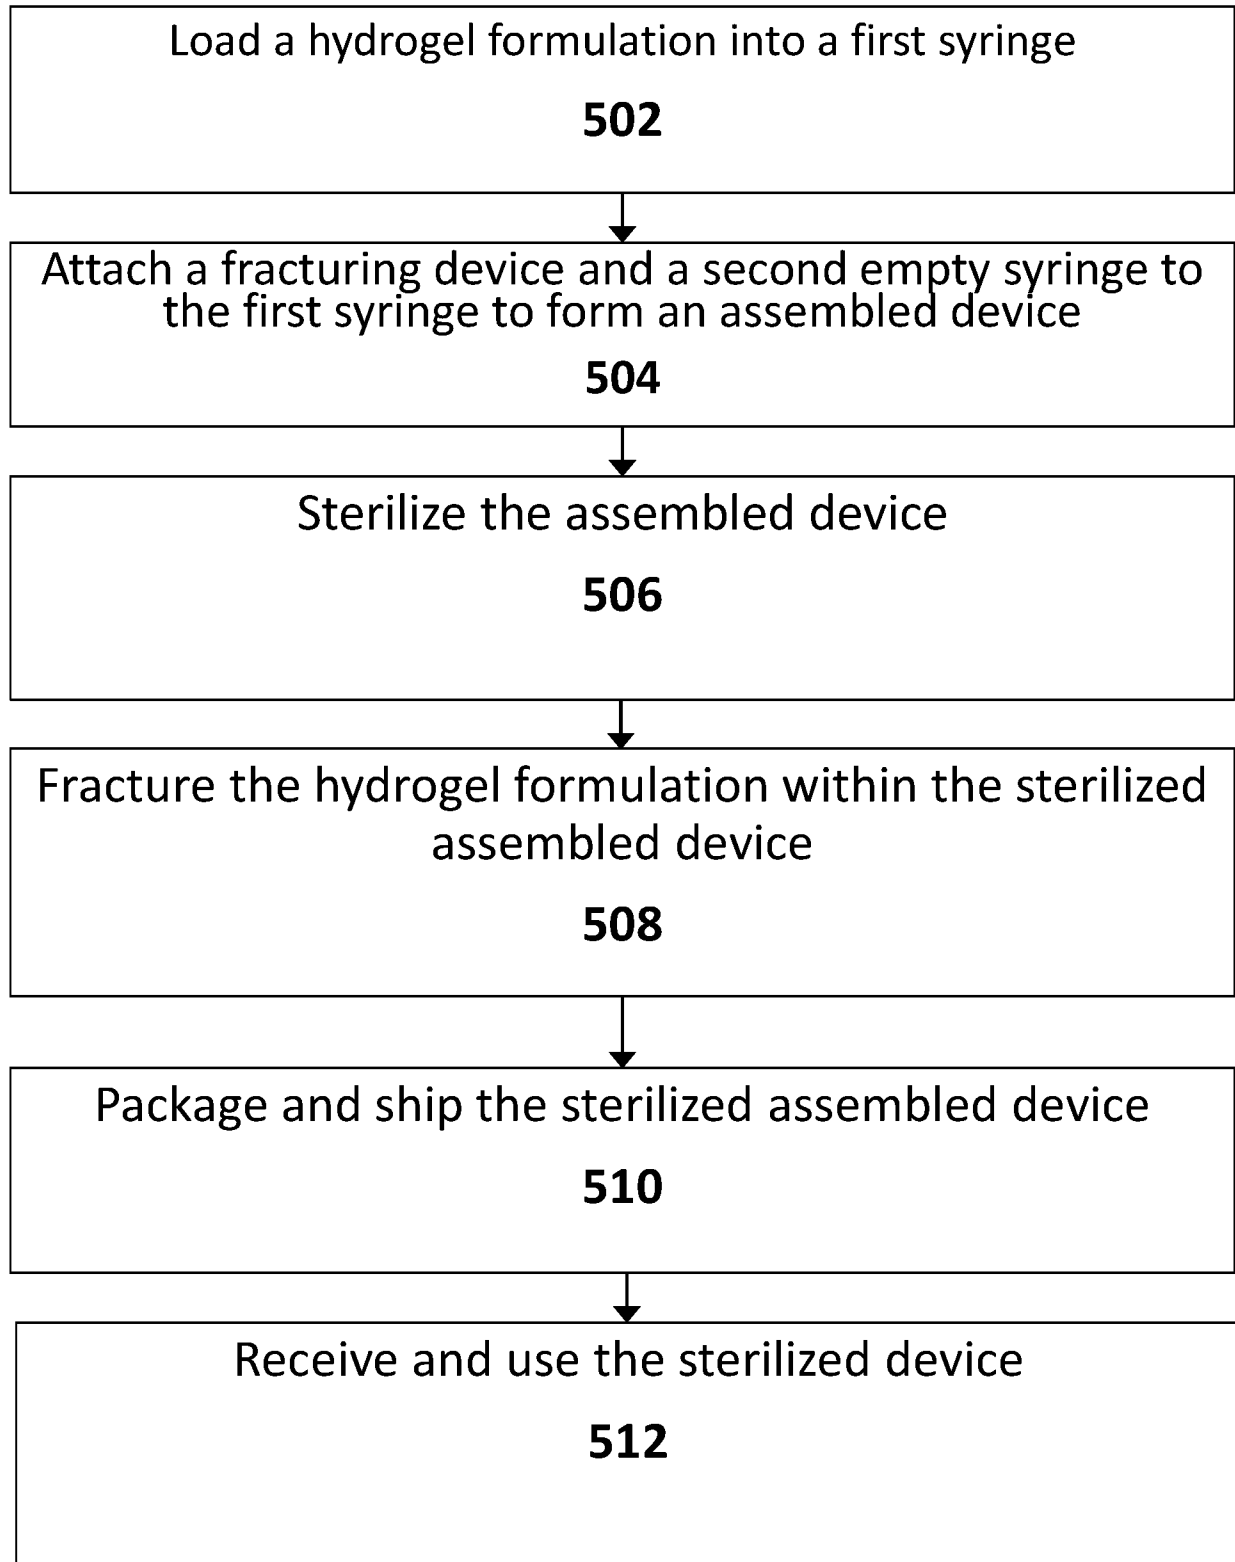 Load a hydrogel formulation into a first syringe
502
Attach a fracturing device and a second empty syringe to
the first syringe to form an assembled device
504
Sterilize the assembled device
506
Fracture the hydrogel formulation within the sterilized
assembled device
508
Package and ship the sterilized assembled device
510
Receive and use the sterilized device
512